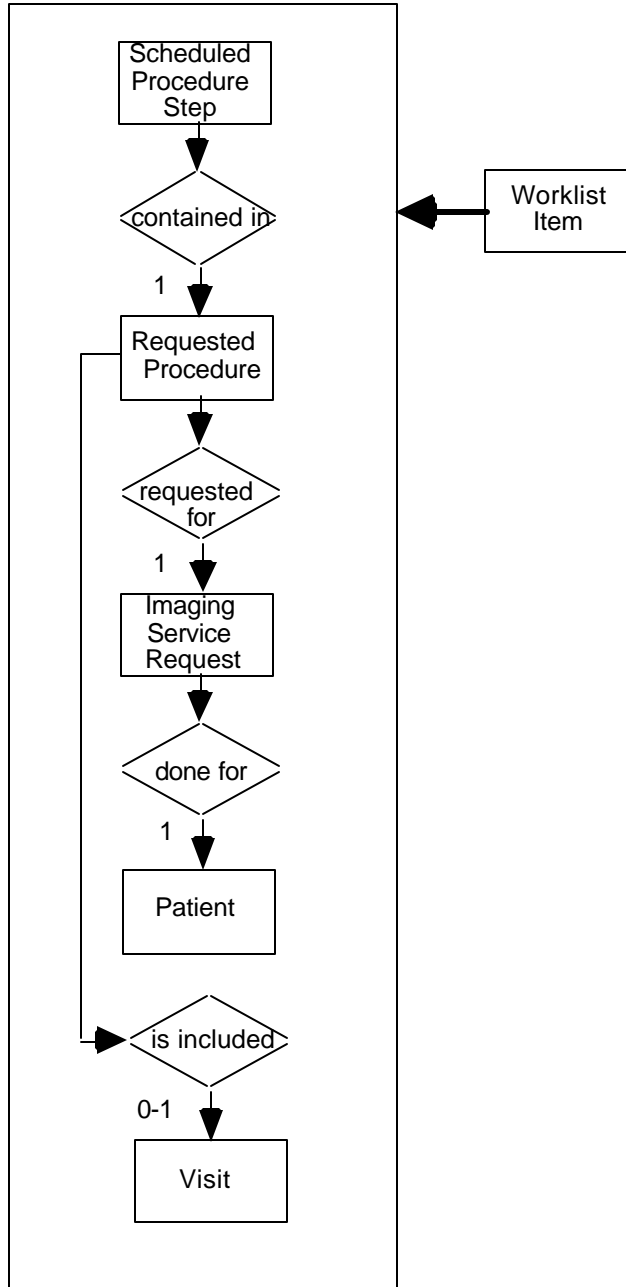 Scheduled
Procedure
Step
contained in
1
Requested
Procedure
requested
for
1
Imaging
Service
Request
done for
1
Patient
is included
0-1
Visit
Worklist
Item